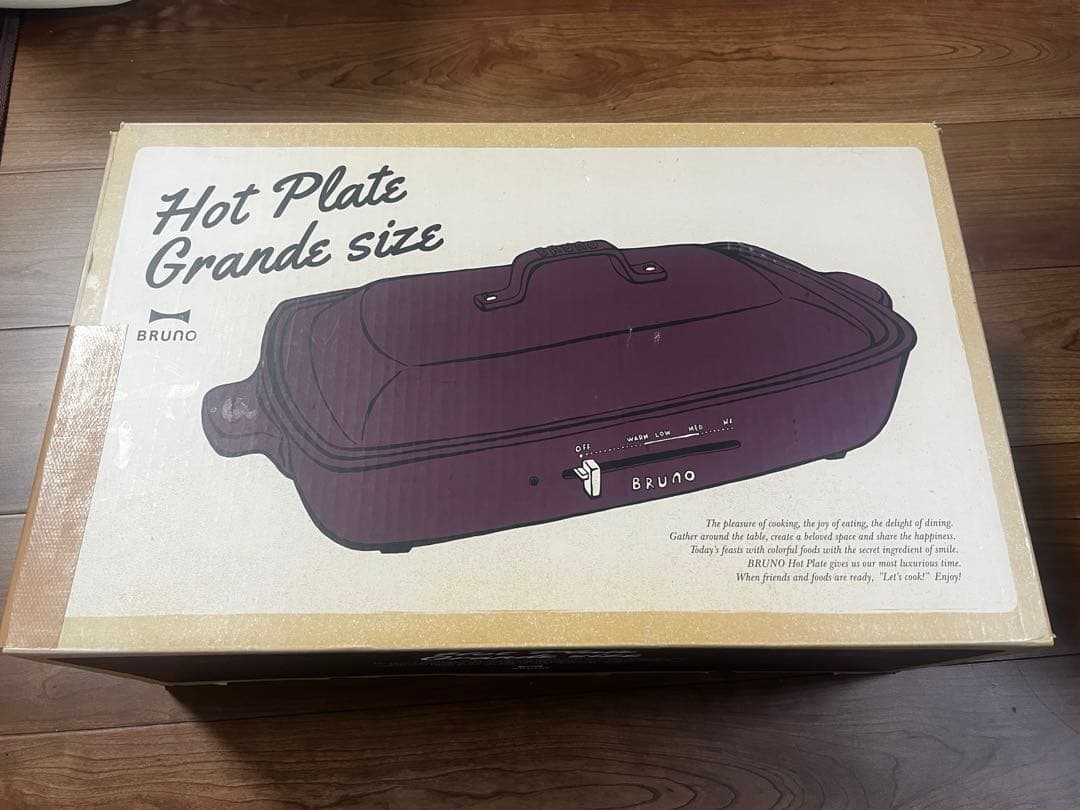 Hot Plate
Grande size
BRUNO
BRUNO
OFF WARM LOW MED HI
BRUNO
The pleasure of cooking, the joy of eating, the delight of dining.
Gather around the table, create a beloved space and share the happiness.
Today's feasts with colorful foods with the secret ingredient of smile.
BRUNO Hot Plate gives us our most luxurious time.
When friends and foods are ready, "Let's cook!" Enjoy!
Grande size